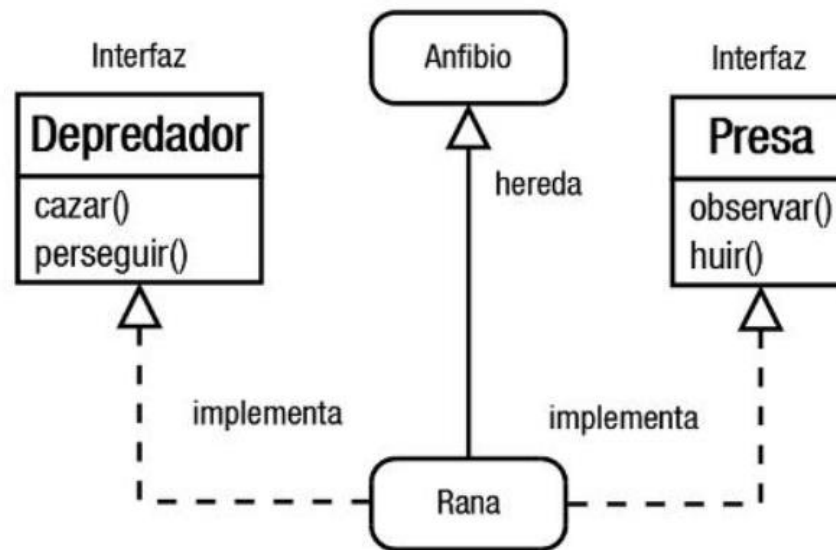 Interfaz
Depredador
cazar()
perseguir()
Anfibio
hereda
Interfaz
Presa
observar()
huir()
implementa
implementa
Rana